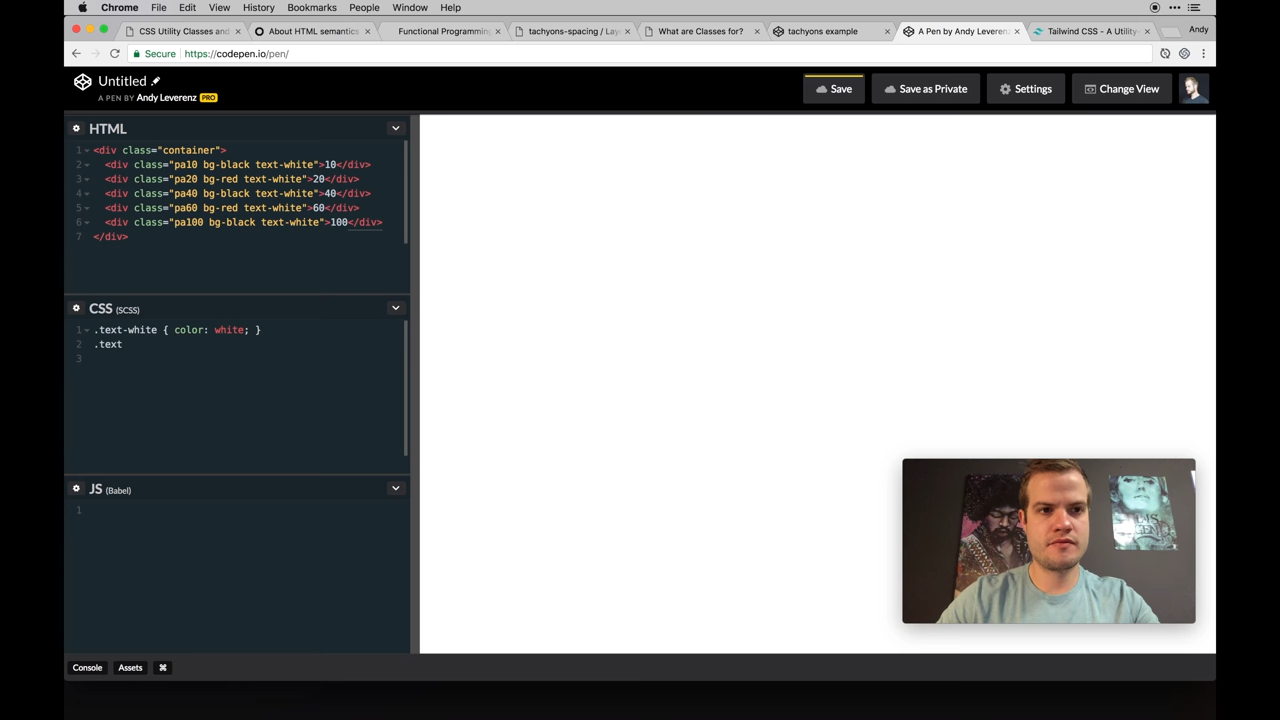 Chrome File Edit View History Bookmarks People Window Help
CSS Utility Classes and
About HTML semantics
Functional Programming
tachyons-spacing / Lay
What are Classes for?
tachyons example
A Pen by Andy Leverenz
Tailwind CSS - A Utility-
Andy
Secure https://codepen.io/pen/
Untitled
A PEN BY Andy Leverenz PRO
Save
Save as Private
Settings
Change View
HTML
1 <div class="container">
2 <div class="pa10 bg-black text-white">10</div>
3 <div class="pa20 bg-red text-white">20</div>
4 <div class="pa40 bg-black text-white">40</div>
5 <div class="pa60 bg-red text-white">60</div>
6 <div class="pa100 bg-black text-white">100</div>
7 </div>
CSS (SCSS)
1 .text-white { color: white; }
2 .text
3
JS (Babel)
1
Console Assets ⌘